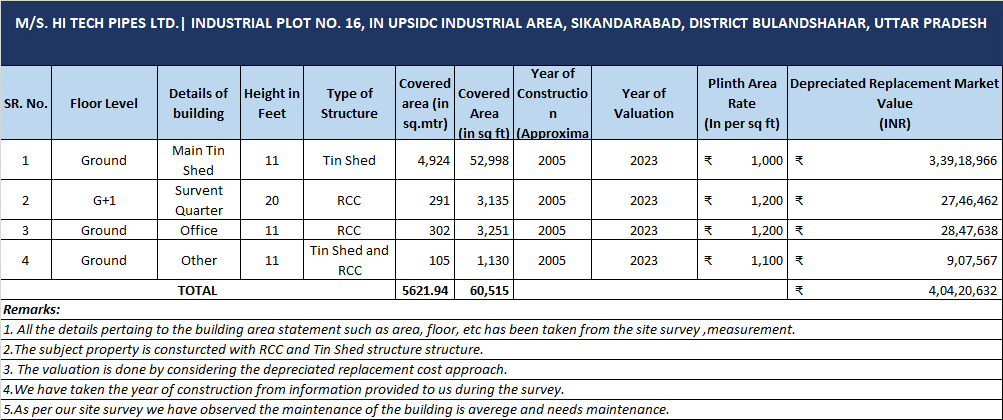 M/S. HI TECH PIPES LTD.| INDUSTRIAL PLOT NO. 16, IN UPSIDC INDUSTRIAL AREA, SIKANDARABAD, DISTRICT BULANDSHAHAR, UTTAR PRADESH
SR. No. Floor Level Details of building Height in Feet Type of Structure Covered area (in sq.mtr) Covered Area (in sq ft) Year of Constructio n (Approxima Year of Valuation Plinth Area Rate (In per sq ft) Depreciated Replacement Market Value (INR)
1 Ground Main Tin Shed 11 Tin Shed 4,924 52,998 2005 2023 ₹ 1,000 ₹ 3,39,18,966
2 G+1 Survent Quarter 20 RCC 291 3,135 2005 2023 ₹ 1,200 ₹ 27,46,462
3 Ground Office 11 RCC 302 3,251 2005 2023 ₹ 1,200 ₹ 28,47,638
4 Ground Other 11 Tin Shed and RCC 105 1,130 2005 2023 ₹ 1,100 ₹ 9,07,567
TOTAL 5621.94 60,515 ₹ 4,04,20,632
Remarks:
1. All the details pertaing to the building area statement such as area, floor, etc has been taken from the site survey ,measurement.
2.The subject property is consturcted with RCC and Tin Shed structure structure.
3. The valuation is done by considering the depreciated replacement cost approach.
4.We have taken the year of construction from information provided to us during the survey.
5.As per our site survey we have observed the maintenance of the building is averege and needs maintenance.